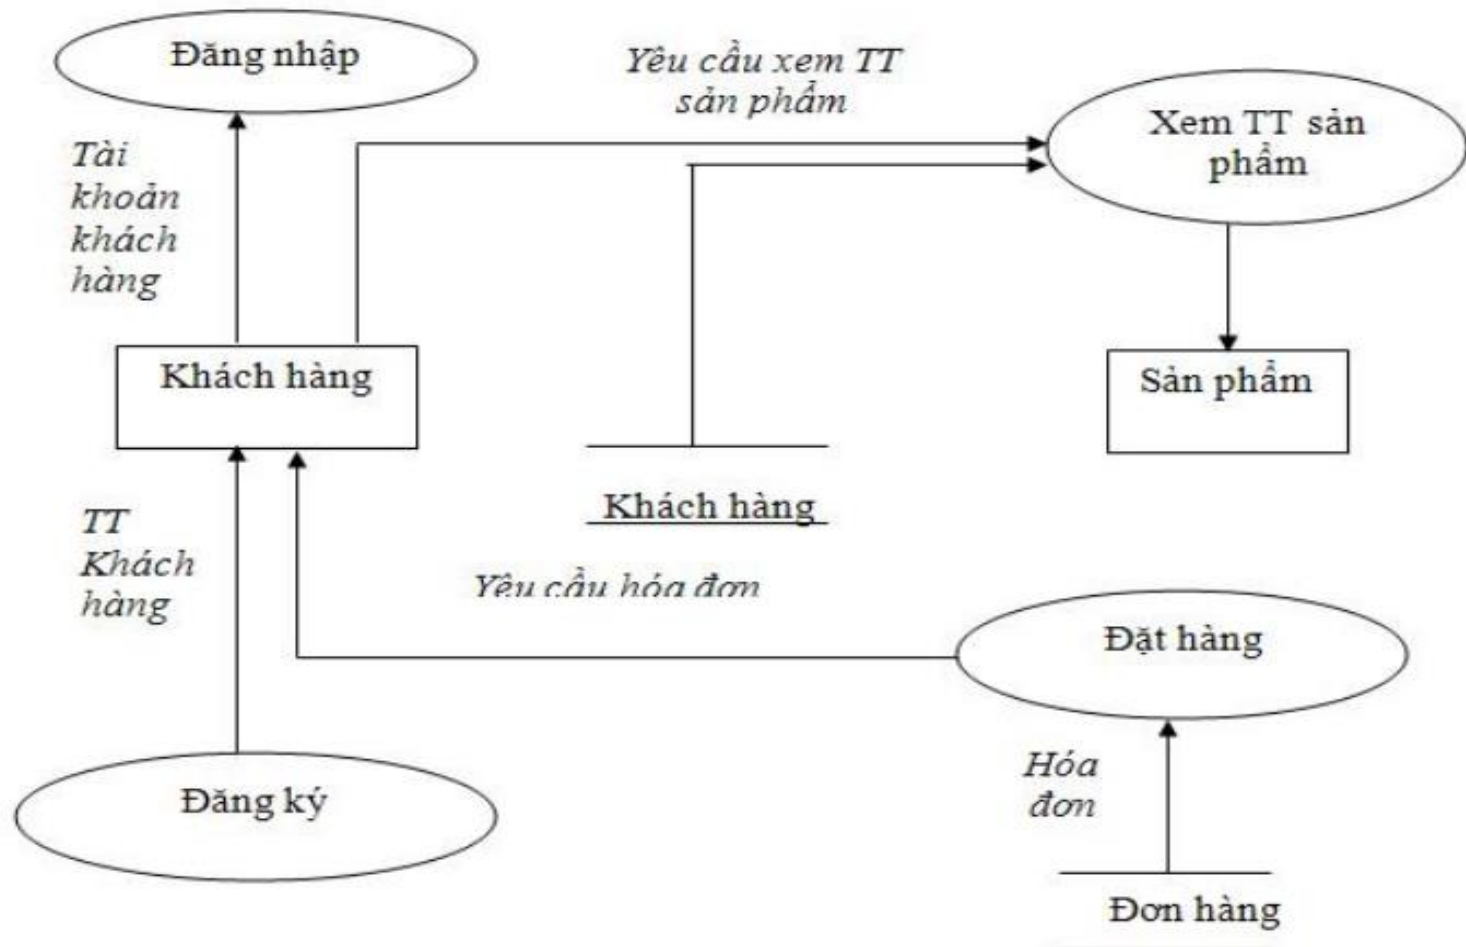 Đăng nhập
Yêu cầu xem TT
sản phẩm
Xem TT sản
phẩm
Tài
khoản
khách
hàng
Khách hàng
Sản phẩm
Khách hàng
TT
Khách
hàng
Yêu cầu hóa đơn
Đặt hàng
Đăng ký
Hóa
đơn
Đơn hàng